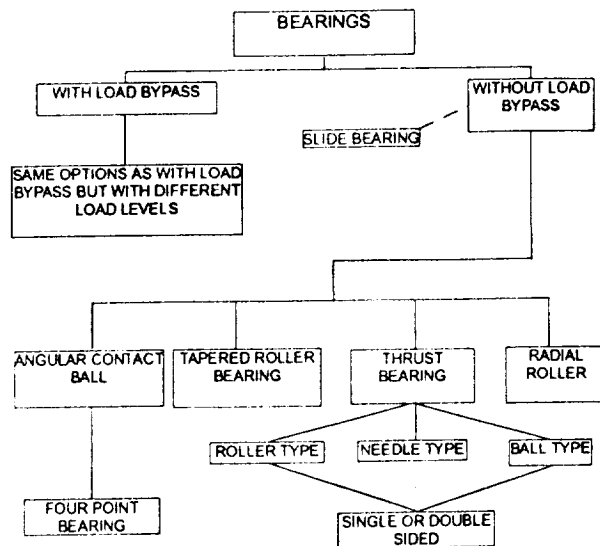 BEARINGS
WITH LOAD BYPASS
WITHOUT LOAD
BYPASS
SLIDE BEARING
SAME OPTIONS AS WITH LOAD
BYPASS BUT WITH DIFFERENT
LOAD LEVELS
ANGULAR CONTACT
BALL
TAPERED ROLLER
BEARING
THRUST
BEARING
RADIAL
ROLLER
ROLLER TYPE
NEEDLE TYPE
BALL TYPE
FOUR POINT
BEARING
SINGLE OR DOUBLE
SIDED